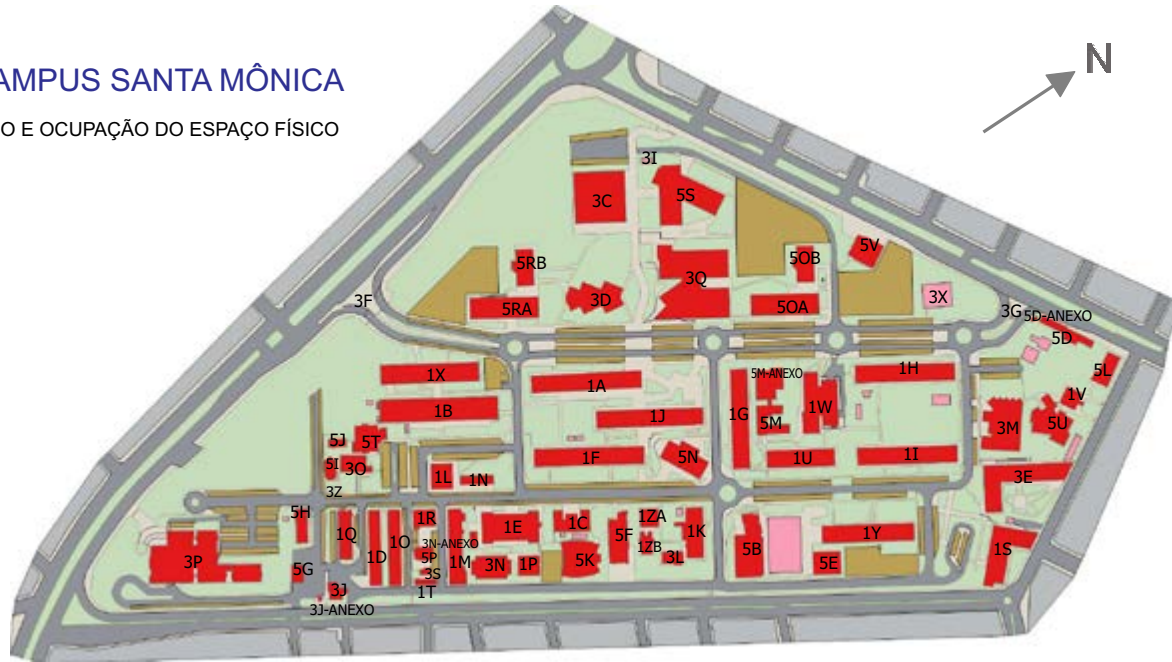 AMPUS SANTA MÔNICA
N
O E OCUPAÇÃO DO ESPAÇO FÍSICO
3I
3C
5S
5RB
5OB
5V
3Q
3F
3D
5RA
5OA
3X
3G
5D-ANEXO
5D
5L
1X
1A
5M-ANEXO
1H
1V
1B
1J
1G
5M
1W
5U
3M
5J
5T
1F
5N
1U
1I
5I
3O
1L
1N
3E
3Z
5H
1Q
1D
1O
1R
3N-ANEXO
1E
1C
5F
1ZA
1K
1Y
1S
3P
5G
5P
1M
3N
1P
5K
1ZB
3L
5B
5E
3S
3J
1T
3J-ANEXO